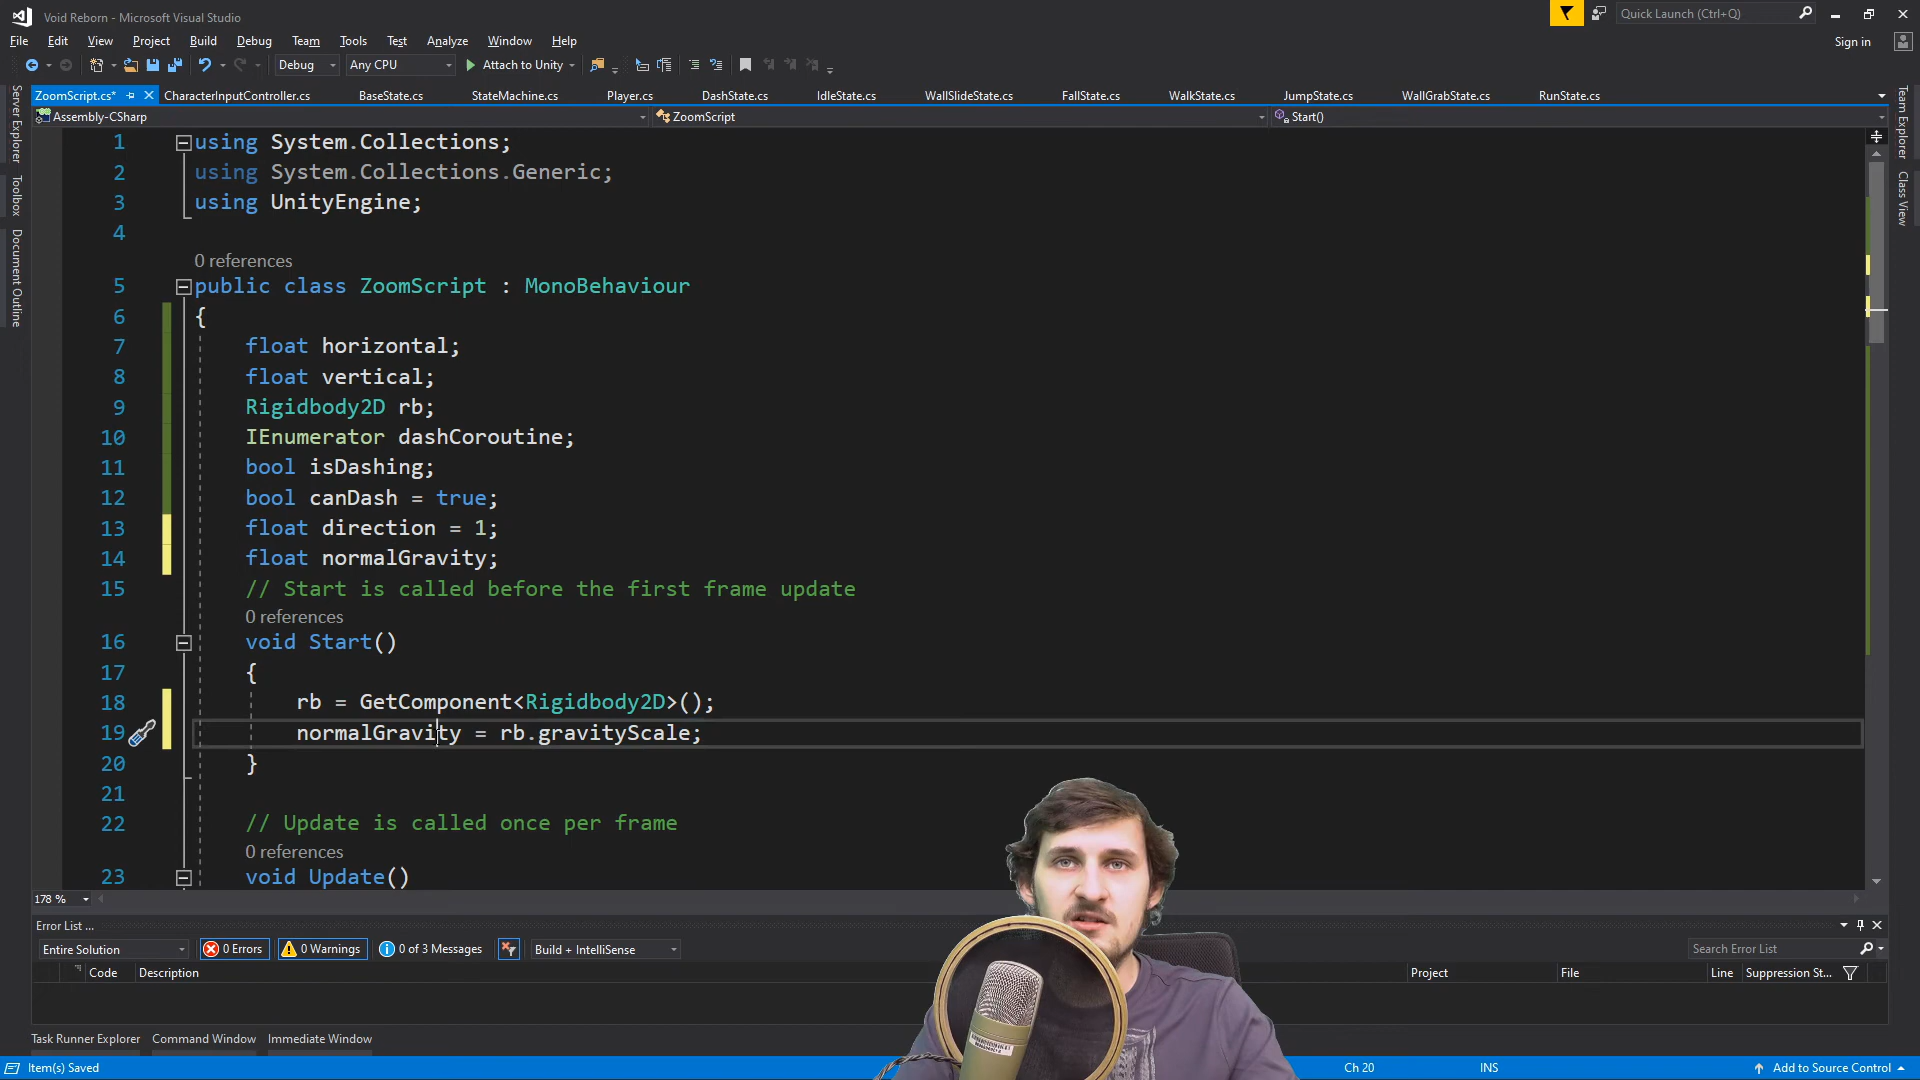 Void Reborn - Microsoft Visual Studio
Quick Launch (Ctrl+Q)
File Edit View Project Build Debug Team Tools Test Analyze Window Help
Sign in
Debug Any CPU Attach to Unity
ZoomScript.cs* CharacterInputController.cs BaseState.cs StateMachine.cs Player.cs DashState.cs IdleState.cs WallSlideState.cs FallState.cs WalkState.cs JumpState.cs WallGrabState.cs RunState.cs
Assembly-CSharp ZoomScript Start()
Server Explorer
Toolbox
Document Outline
Team Explorer
Class View
1 using System.Collections;
2 using System.Collections.Generic;
3 using UnityEngine;
4
0 references
5 public class ZoomScript : MonoBehaviour
6 {
7 float horizontal;
8 float vertical;
9 Rigidbody2D rb;
10 IEnumerator dashCoroutine;
11 bool isDashing;
12 bool canDash = true;
13 float direction = 1;
14 float normalGravity;
15 // Start is called before the first frame update
0 references
16 void Start()
17 {
18 rb = GetComponent<Rigidbody2D>();
19 normalGravity = rb.gravityScale;
20 }
21
22 // Update is called once per frame
0 references
23 void Update()
178 %
Error List ...
Entire Solution 0 Errors 0 Warnings 0 of 3 Messages Build + IntelliSense Search Error List
Code Description Project File Line Suppression St...
Task Runner Explorer Command Window Immediate Window
Item(s) Saved Ch 20 INS Add to Source Control